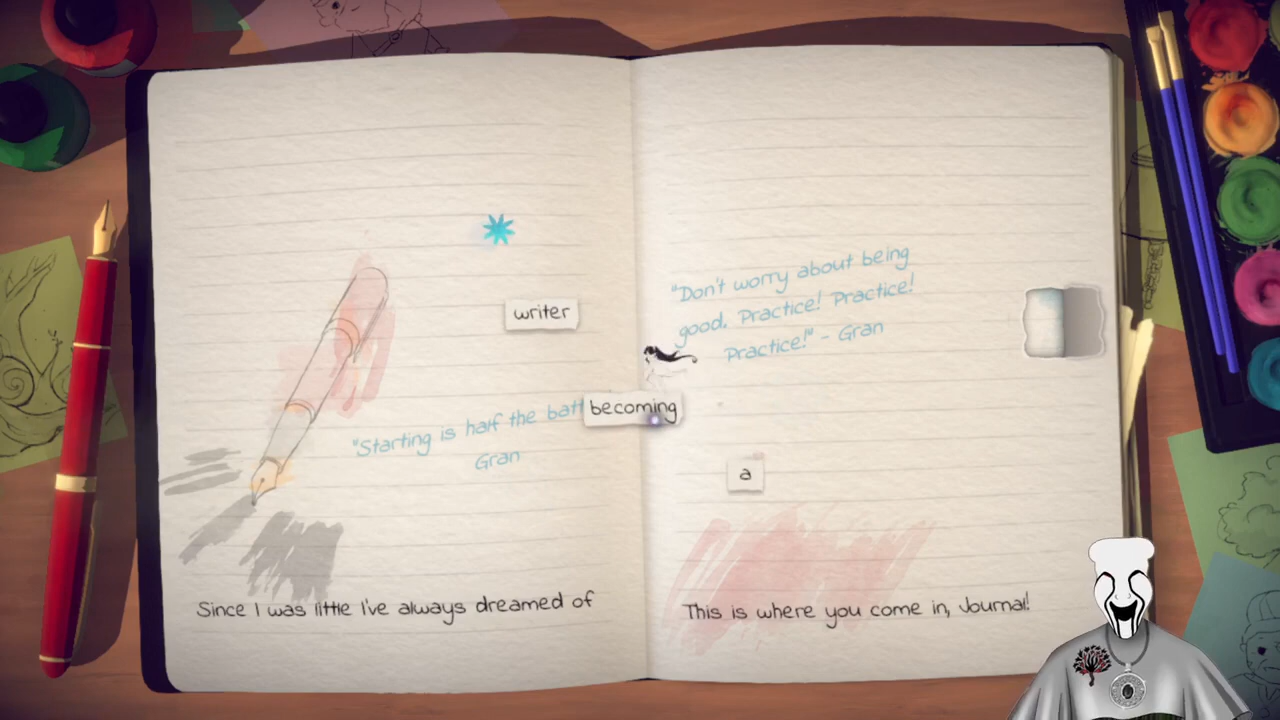 writer
"Starting is half the batt
Gran
Since I was little I've always dreamed of
"Don't worry about being
good. Practice! Practice!
Practice!" - Gran
becoming
a
This is where you come in, Journal!